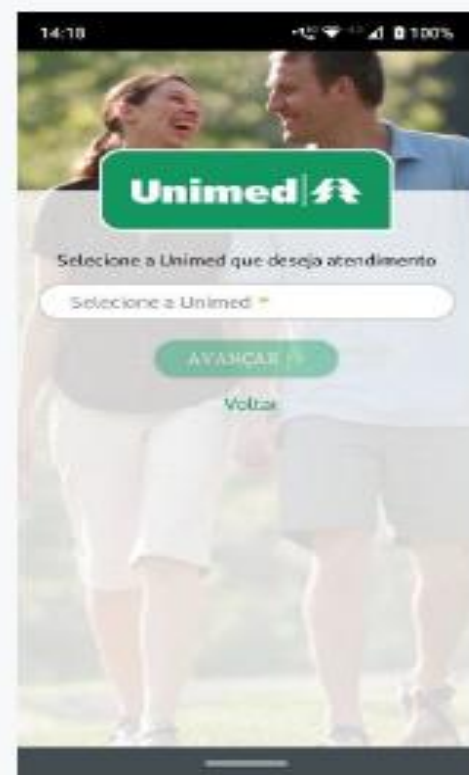 14:18
100%
Unimed
Selecione a Unimed que deseja atendimento
Selecione a Unimed *
AVANÇAR
Voltar